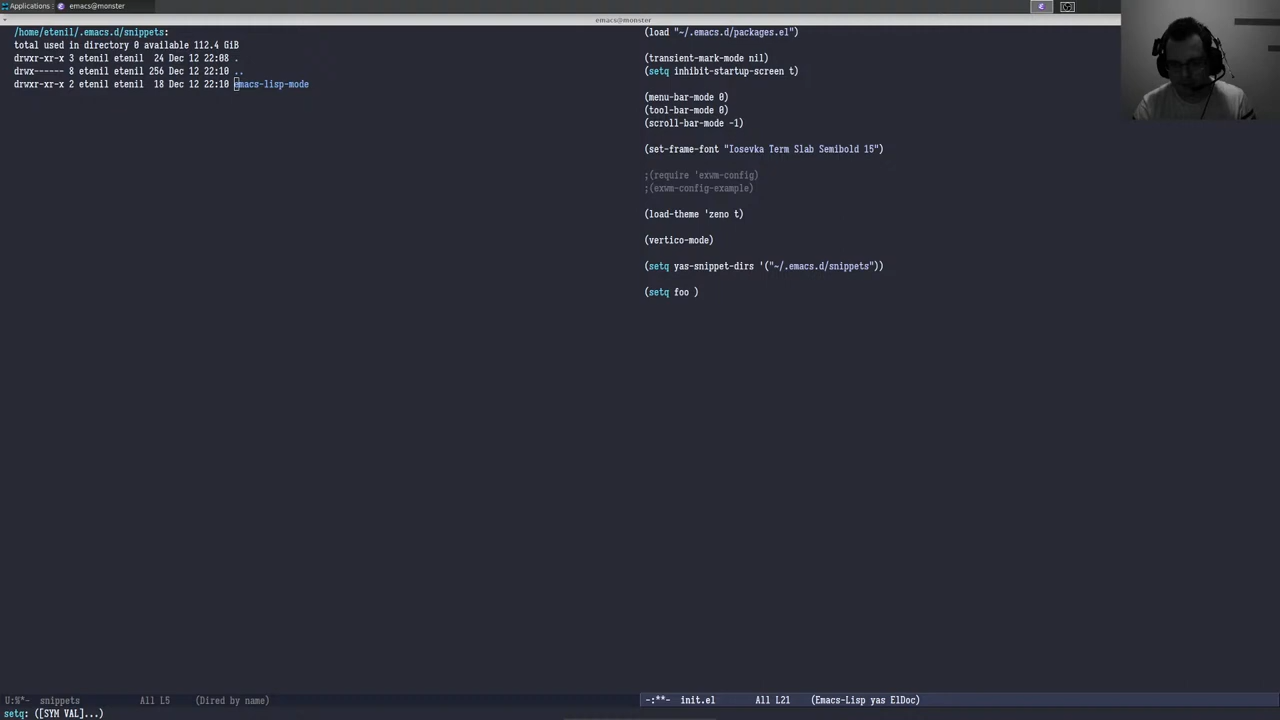 Applications
emacs@monster
emacs@monster
/home/etenil/.emacs.d/snippets:
total used in directory 0 available 112.4 GiB
drwxr-xr-x 3 etenil etenil  24 Dec 12 22:08 .
drwx------ 8 etenil etenil 256 Dec 12 22:10 ..
drwxr-xr-x 2 etenil etenil  18 Dec 12 22:10 emacs-lisp-mode
(load "~/.emacs.d/packages.el")
(transient-mark-mode nil)
(setq inhibit-startup-screen t)
(menu-bar-mode 0)
(tool-bar-mode 0)
(scroll-bar-mode -1)
(set-frame-font "Iosevka Term Slab Semibold 15")
;(require 'exwm-config)
;(exwm-config-example)
(load-theme 'zeno t)
(vertico-mode)
(setq yas-snippet-dirs '("~/.emacs.d/snippets"))
(setq foo )
U:%*-  snippets  All L5  (Dired by name)
-:**-  init.el  All L21  (Emacs-Lisp yas ElDoc)
setq: ([SYM VAL]...)